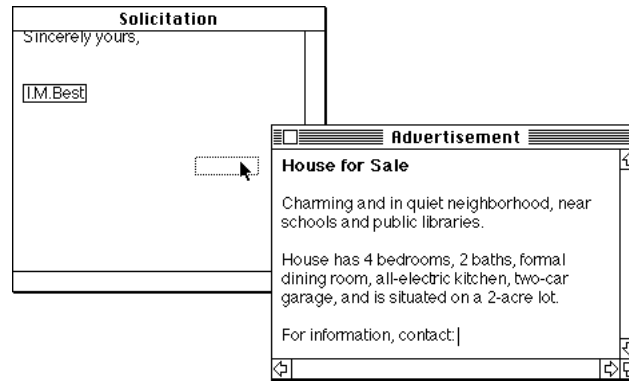 Solicitation
Sincerely yours,
I.M.Best
Advertisement
House for Sale
Charming and in quiet neighborhood, near
schools and public libraries.
House has 4 bedrooms, 2 baths, formal
dining room, all-electric kitchen, two-car
garage, and is situated on a 2-acre lot.
For information, contact: